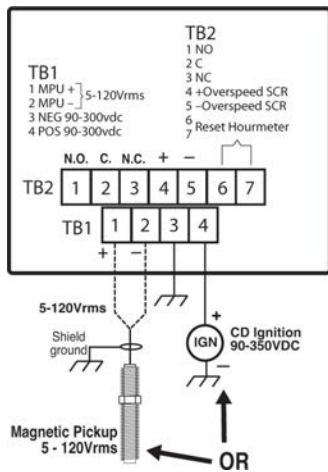 TB2
1 NO
2 C
3 NC
4 +Overspeed SCR
5 –Overspeed SCR
6
7 Reset Hourmeter
TB1
1 MPU +
2 MPU –
5-120Vrms
3 NEG 90-300vdc
4 POS 90-300vdc
N.O. C. N.C. + –
TB2 1 2 3 4 5 6 7
TB1 1 2 3 4
+ –
5-120Vrms
Shield
ground
+
IGN
–
CD Ignition
90-350VDC
Magnetic Pickup
5 - 120Vrms
OR